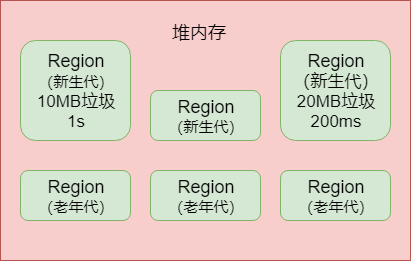 堆内存
Region
(新生代)
10MB垃圾
1s
Region
(新生代)
Region
(新生代)
20MB垃圾
200ms
Region
(老年代)
Region
(老年代)
Region
(老年代)